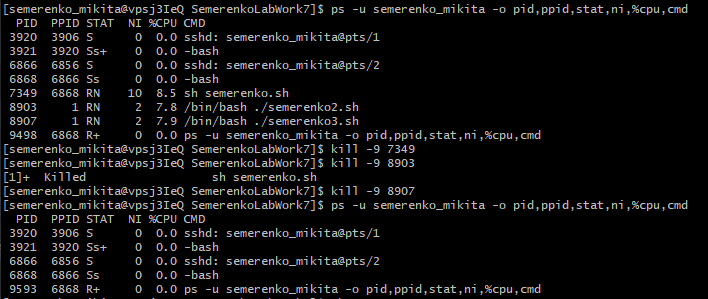 [semerenko_mikita@vpsj3IeQ SemerenkoLabWork7]$ ps -u semerenko_mikita -o pid,ppid,stat,ni,%cpu,cmd
  PID  PPID STAT  NI %CPU CMD
 3920  3906 S      0  0.0 sshd: semerenko_mikita@pts/1
 3921  3920 Ss+    0  0.0 -bash
 6866  6856 S      0  0.0 sshd: semerenko_mikita@pts/2
 6868  6866 Ss     0  0.0 -bash
 7349  6868 RN    10  8.5 sh semerenko.sh
 8903     1 RN     2  7.8 /bin/bash ./semerenko2.sh
 8907     1 RN     2  7.9 /bin/bash ./semerenko3.sh
 9498  6868 R+     0  0.0 ps -u semerenko_mikita -o pid,ppid,stat,ni,%cpu,cmd
[semerenko_mikita@vpsj3IeQ SemerenkoLabWork7]$ kill -9 7349
[semerenko_mikita@vpsj3IeQ SemerenkoLabWork7]$ kill -9 8903
[1]+  Killed                  sh semerenko.sh
[semerenko_mikita@vpsj3IeQ SemerenkoLabWork7]$ kill -9 8907
[semerenko_mikita@vpsj3IeQ SemerenkoLabWork7]$ ps -u semerenko_mikita -o pid,ppid,stat,ni,%cpu,cmd
  PID  PPID STAT  NI %CPU CMD
 3920  3906 S      0  0.0 sshd: semerenko_mikita@pts/1
 3921  3920 Ss+    0  0.0 -bash
 6866  6856 S      0  0.0 sshd: semerenko_mikita@pts/2
 6868  6866 Ss     0  0.0 -bash
 9593  6868 R+     0  0.0 ps -u semerenko_mikita -o pid,ppid,stat,ni,%cpu,cmd